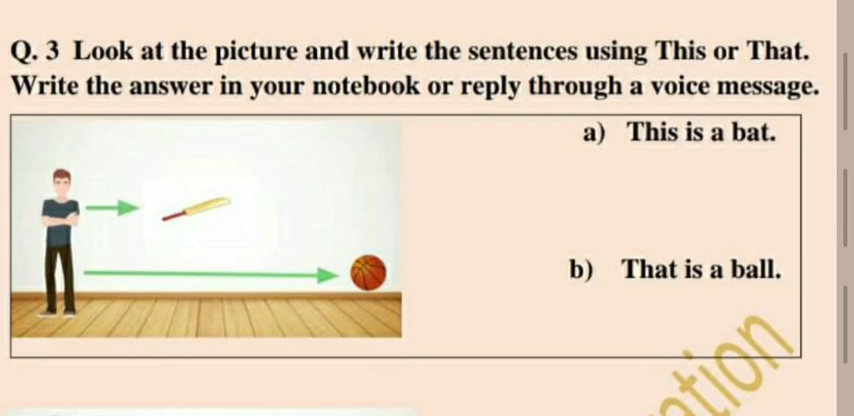 Q. 3 Look at the picture and write the sentences using This or That.
Write the answer in your notebook or reply through a voice message.
a) This is a bat.
b) That is a ball.